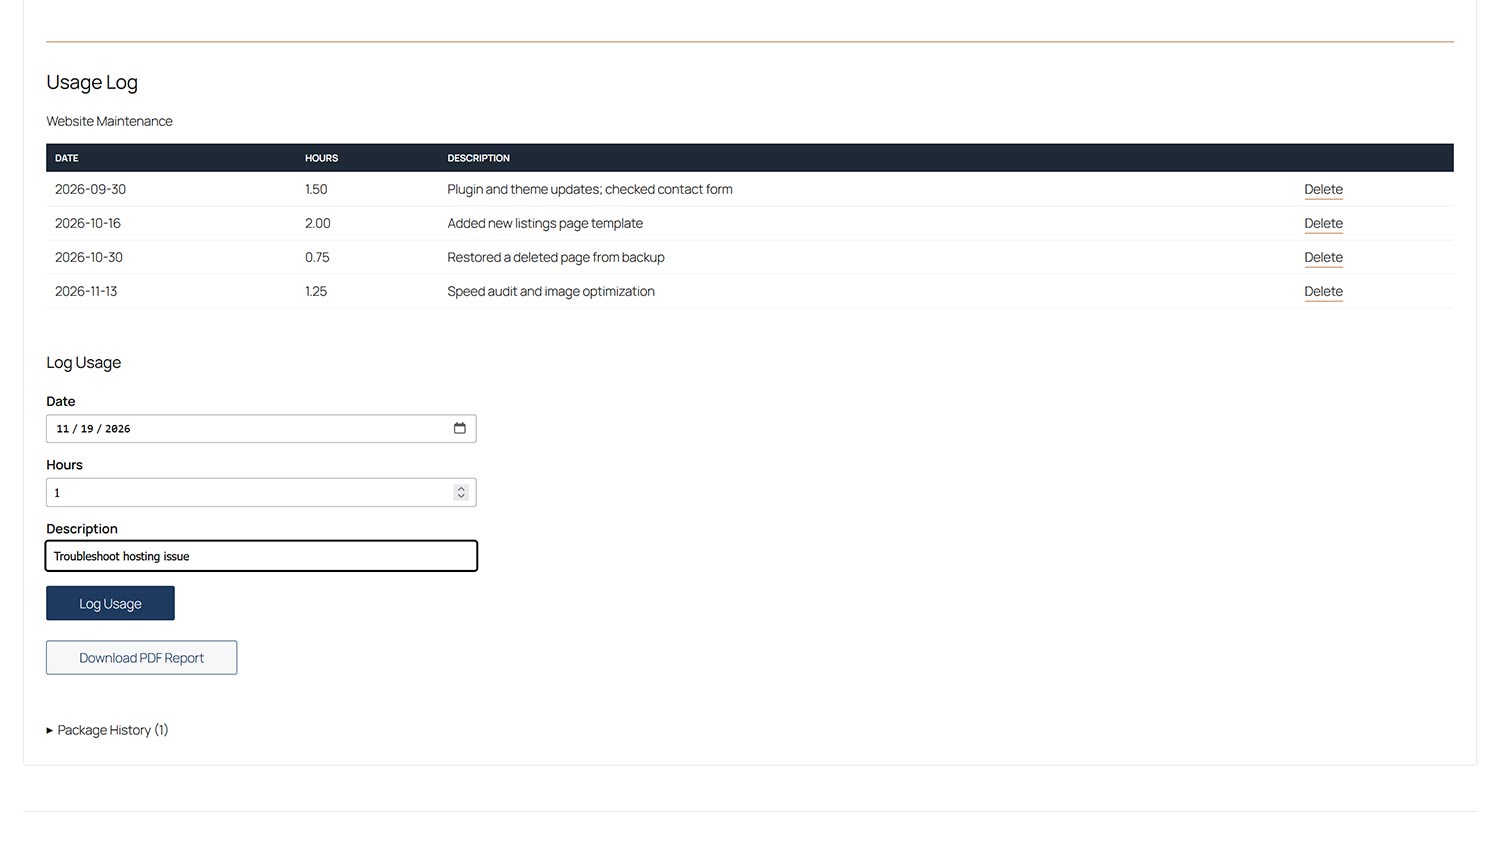 Usage Log
Website Maintenance
DATE HOURS DESCRIPTION
2026-09-30 1.50 Plugin and theme updates; checked contact form Delete
2026-10-16 2.00 Added new listings page template Delete
2026-10-30 0.75 Restored a deleted page from backup Delete
2026-11-13 1.25 Speed audit and image optimization Delete
Log Usage
Date
11 / 19 / 2026
Hours
1
Description
Troubleshoot hosting issue
Log Usage
Download PDF Report
Package History (1)